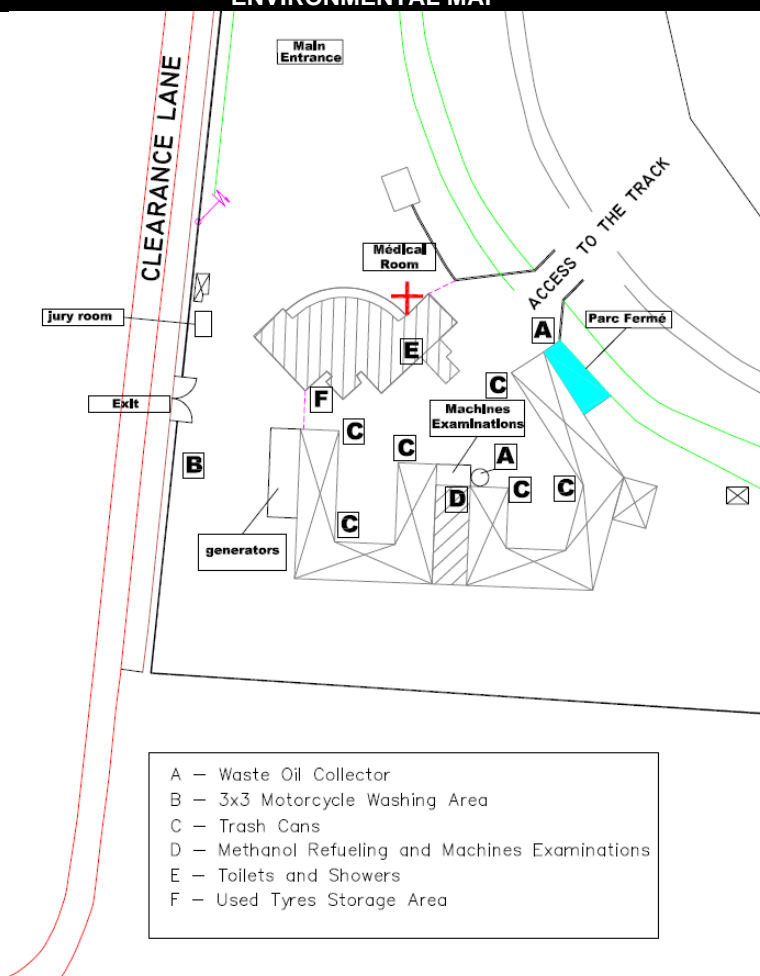 ENVIRONMENTAL MAP
Main
Entrance
CLEARANCE LANE
ACCESS TO THE TRACK
Médical
Room
jury room
Parc Fermé
A
E
C
F
Exit
Machines
Examinations
C
C
A
B
D
C
C
C
generators
A – Waste Oil Collector
B – 3x3 Motorcycle Washing Area
C – Trash Cans
D – Methanol Refueling and Machines Examinations
E – Toilets and Showers
F – Used Tyres Storage Area